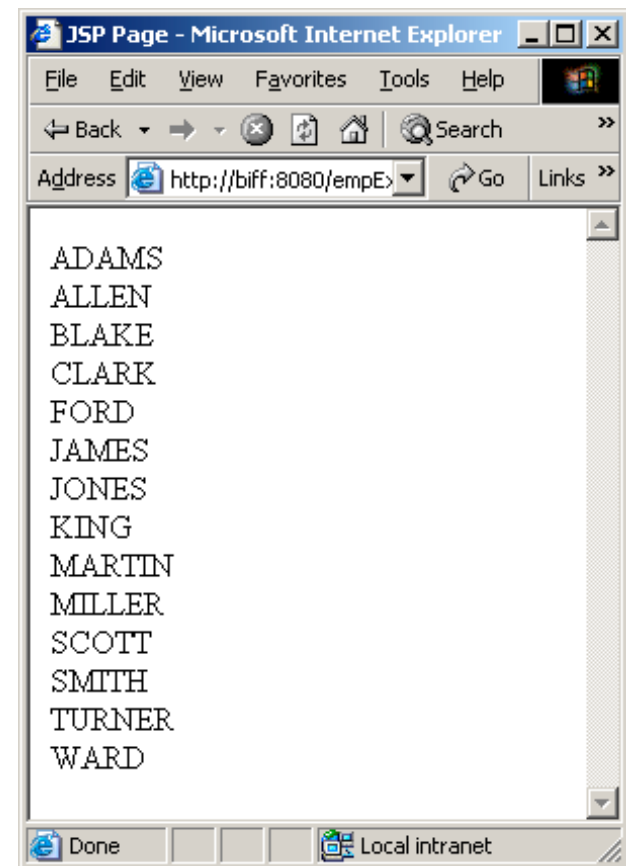 JSP Page - Microsoft Internet Explorer
File Edit View Favorites Tools Help
Back Search »
Address http://biff:8080/empEx Go Links »
ADAMS
ALLEN
BLAKE
CLARK
FORD
JAMES
JONES
KING
MARTIN
MILLER
SCOTT
SMITH
TURNER
WARD
Done Local intranet